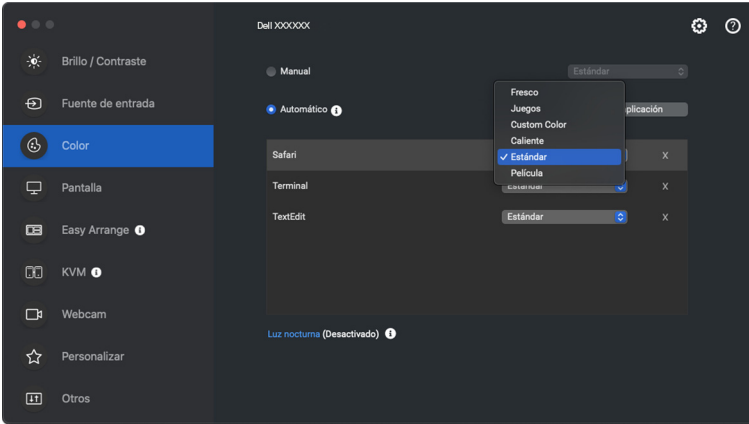 Dell XXXXXX
Brillo / Contraste
Fuente de entrada
Color
Pantalla
Easy Arrange
KVM
Webcam
Personalizar
Otros
Manual
Estándar
Automático
Fresco
Juegos
Custom Color
Caliente
Estándar
Película
Safari
X
Terminal
Estándar
X
TextEdit
Estándar
X
Luz nocturna (Desactivado)